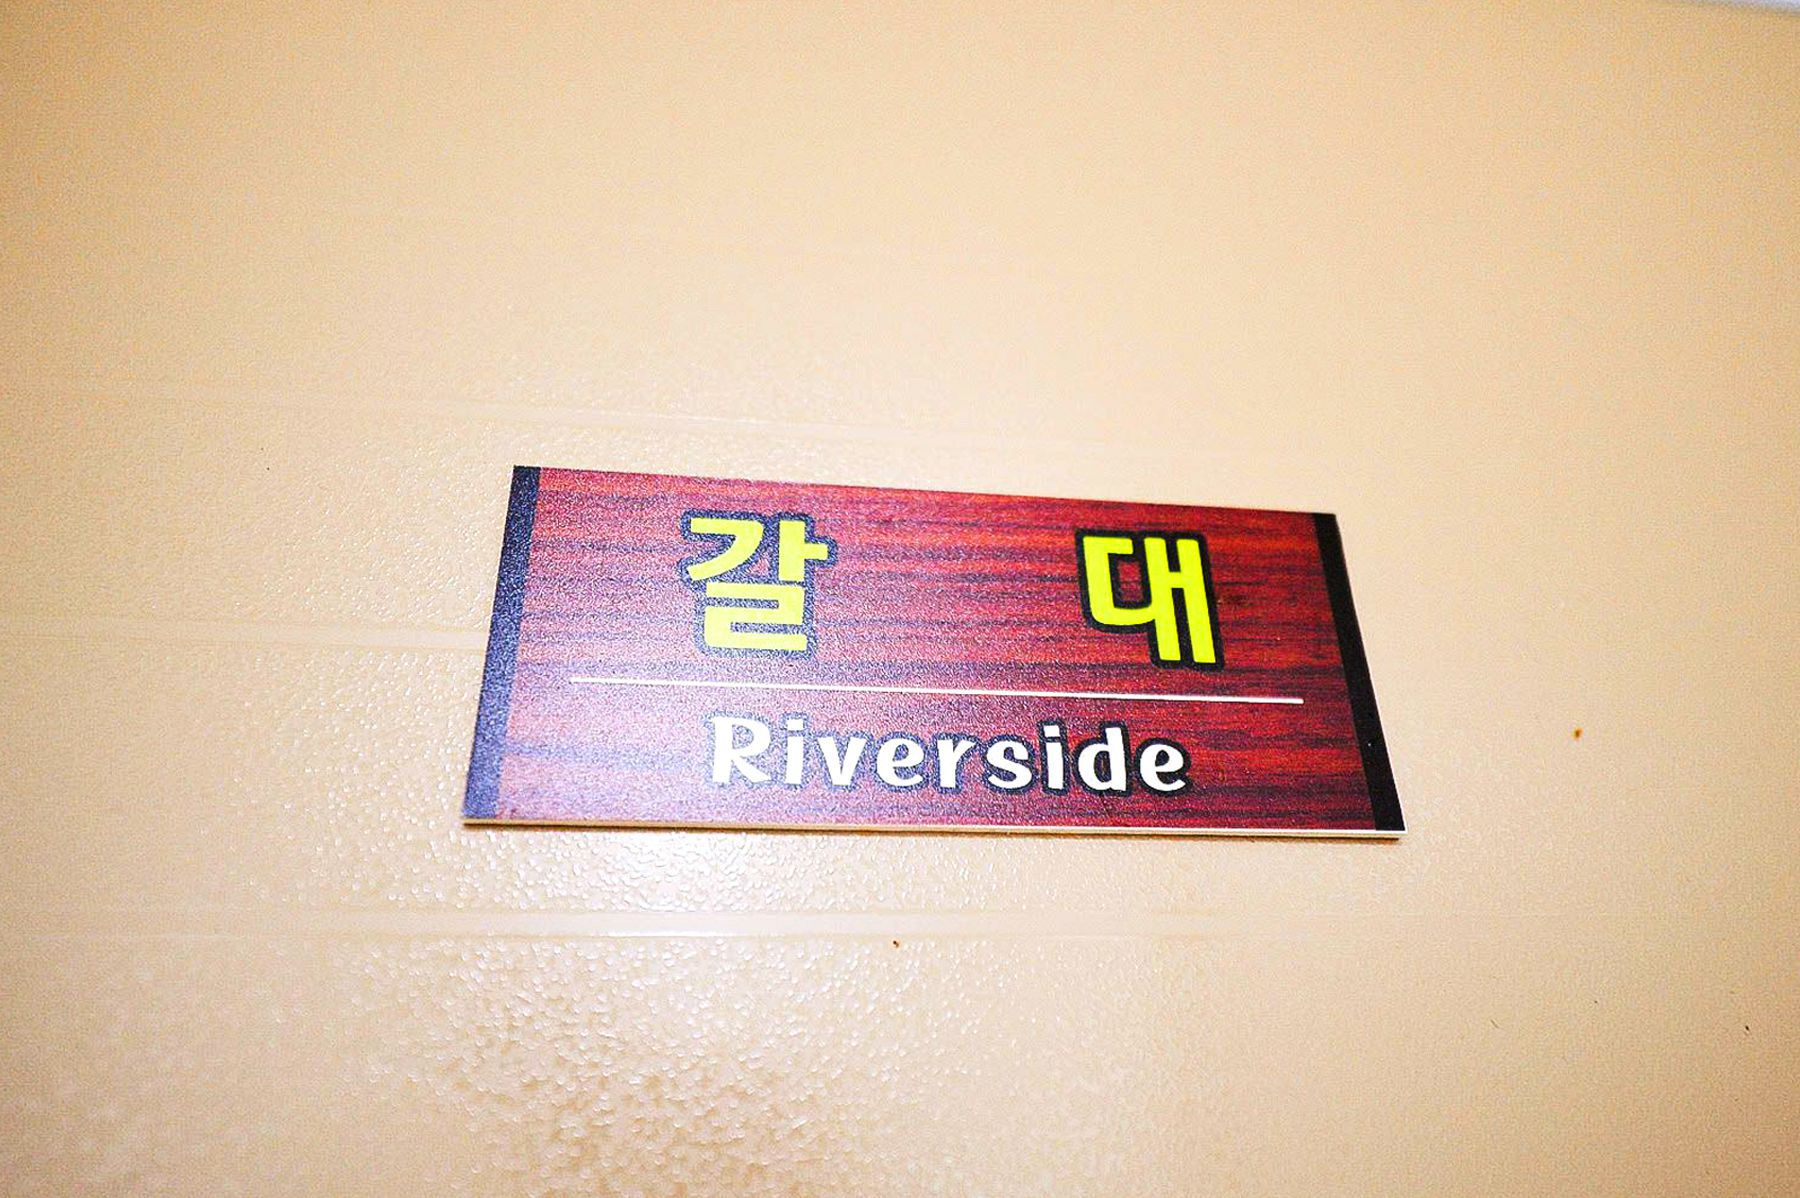 갈 대
Riverside